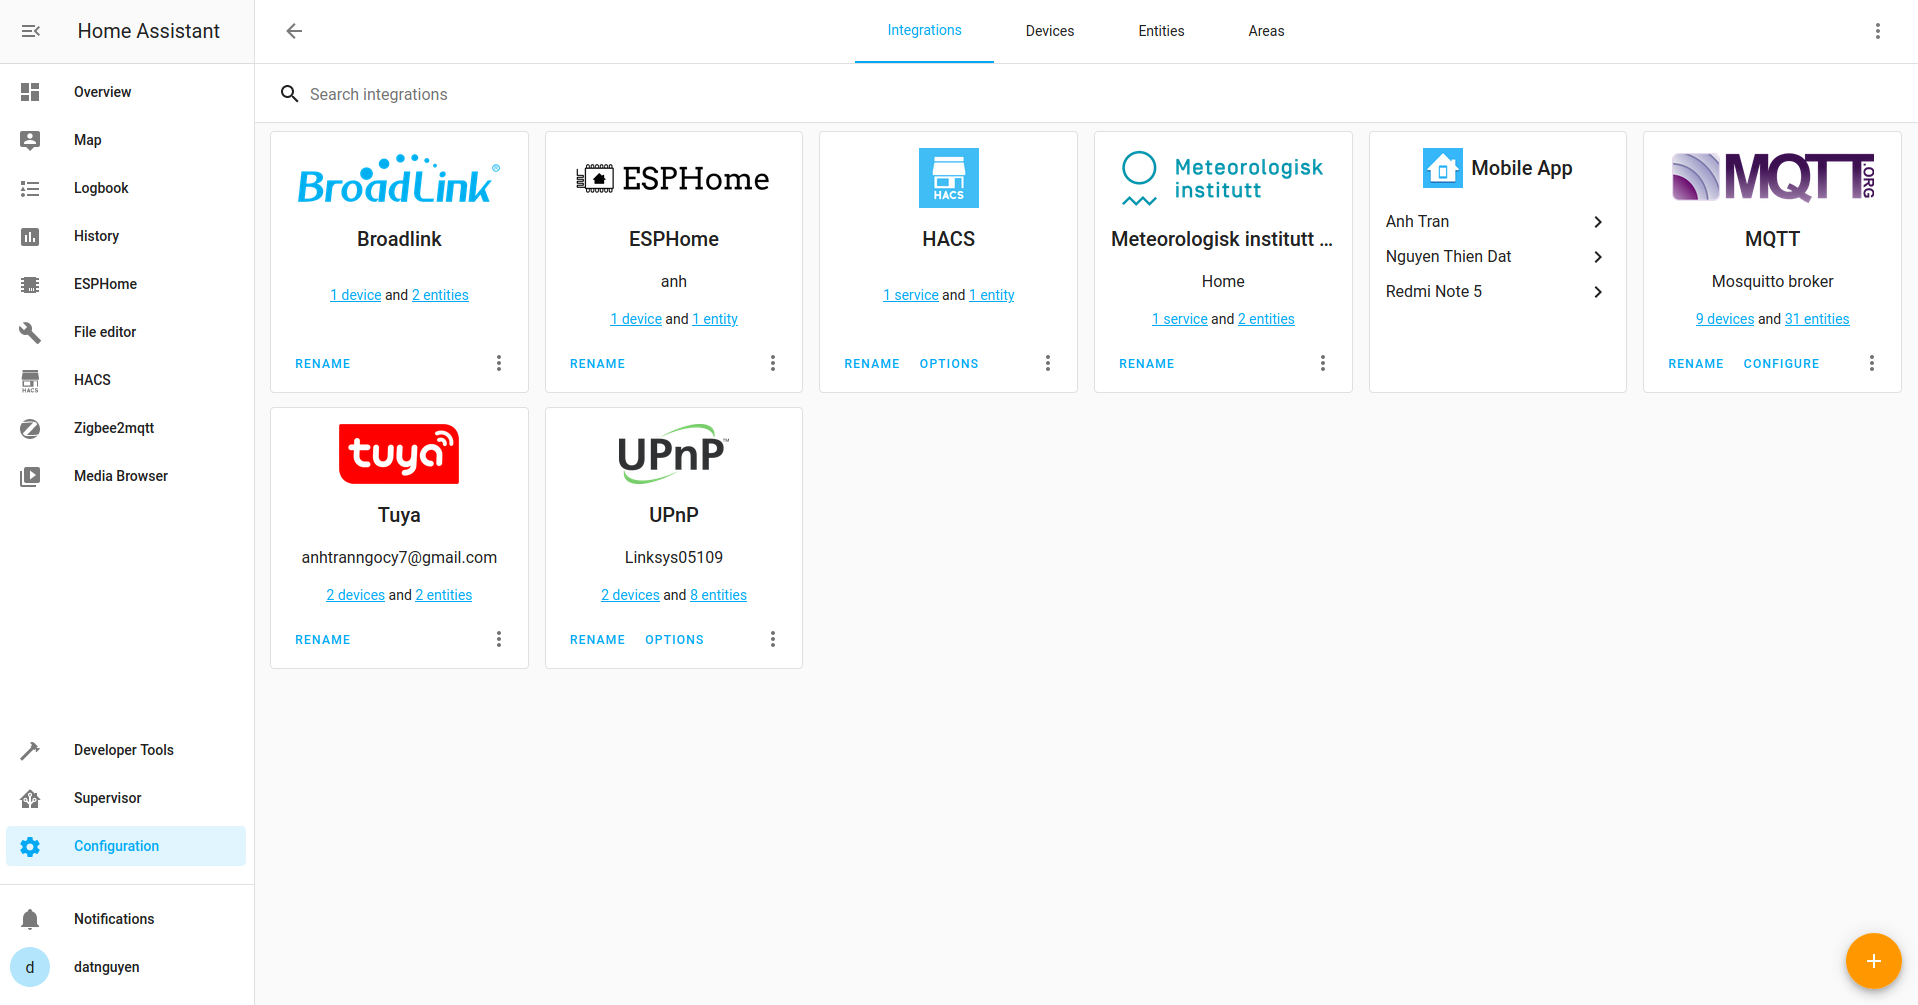 Home Assistant
Integrations Devices Entities Areas
Overview
Map
Logbook
History
ESPHome
File editor
HACS
Zigbee2mqtt
Media Browser
Developer Tools
Supervisor
Configuration
Notifications
d datnguyen
Search integrations
BroadLink®
Broadlink
1 device and 2 entities
RENAME
ESPHome
ESPHome
anh
1 device and 1 entity
RENAME
HACS
HACS
1 service and 1 entity
RENAME OPTIONS
Meteorologisk
institutt
Meteorologisk institutt ...
Home
1 service and 2 entities
RENAME
Mobile App
Anh Tran
Nguyen Thien Dat
Redmi Note 5
MQTT.ORG
MQTT
Mosquitto broker
9 devices and 31 entities
RENAME CONFIGURE
tuya
Tuya
anhtranngocy7@gmail.com
2 devices and 2 entities
RENAME
UPnP™
UPnP
Linksys05109
2 devices and 8 entities
RENAME OPTIONS